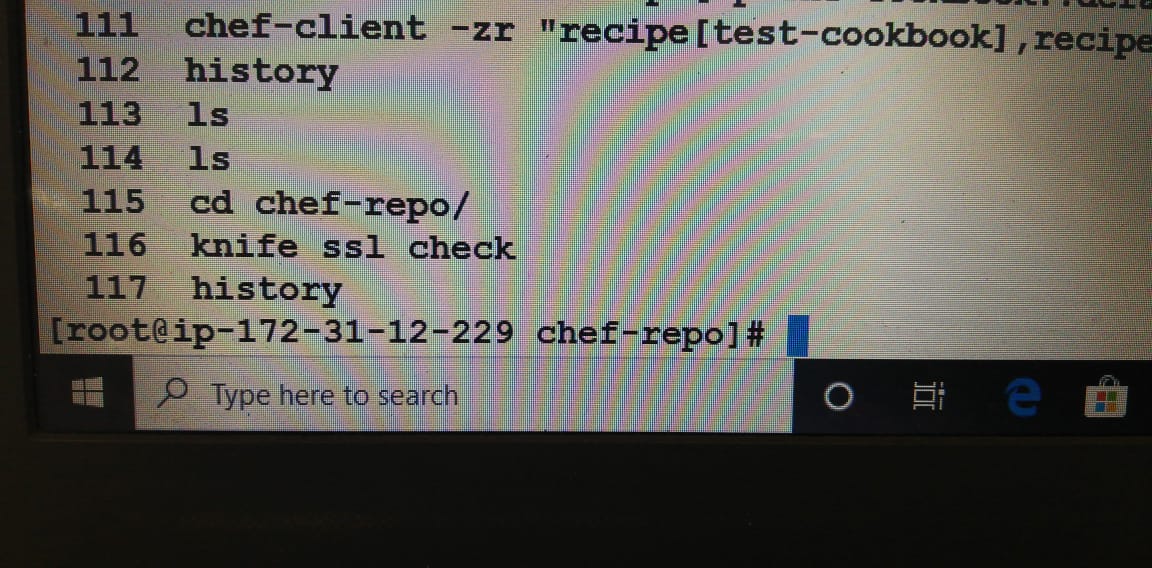 111 chef-client -zr "recipe[test-cookbook],recipe
112 history
113 ls
114 ls
115 cd chef-repo/
116 knife ssl check
117 history
[root@ip-172-31-12-229 chef-repo]#
Type here to search